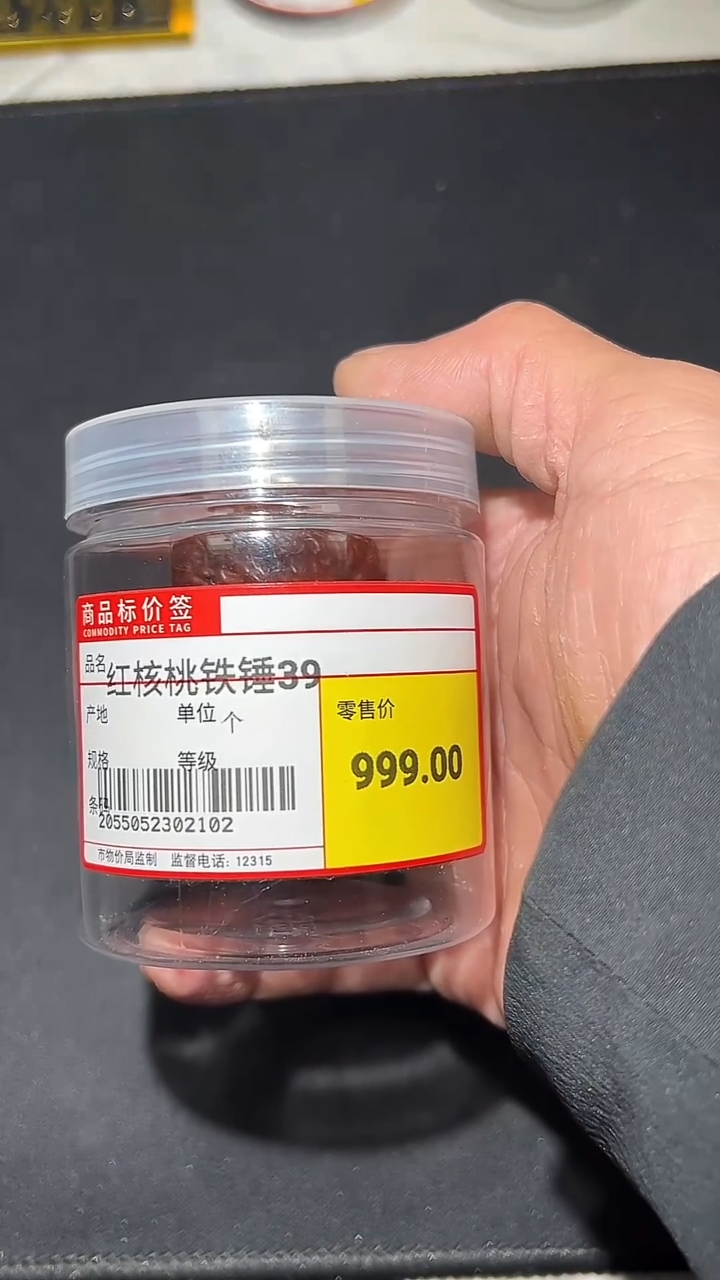 商品标价签
COMMODITY PRICE TAG
品名 红核桃铁锤39
产地 单位 个 零售价
规格 等级 999.00
条码
2055052302102
市物价局监制 监督电话: 12315